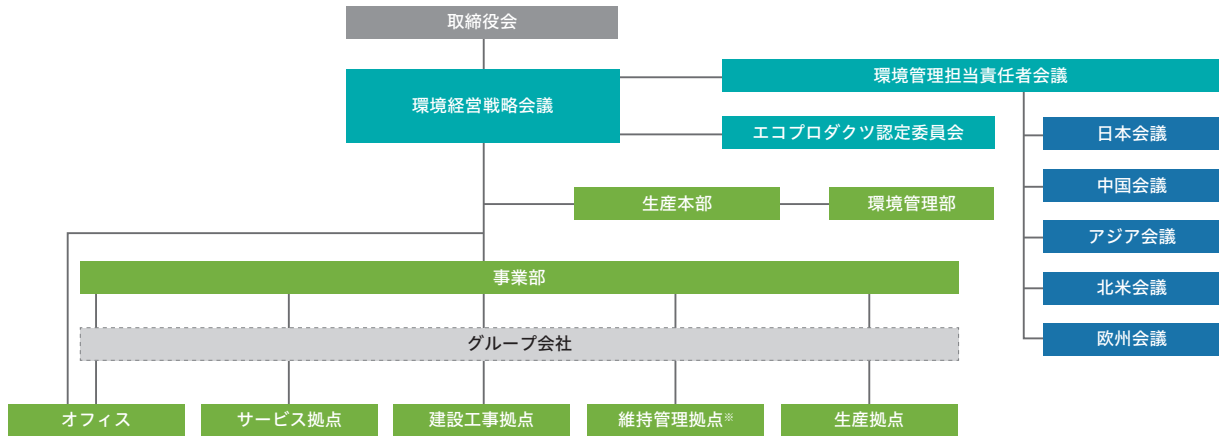 取締役会
環境経営戦略会議
環境管理担当責任者会議
エコプロダクツ認定委員会
日本会議
中国会議
アジア会議
北米会議
欧州会議
生産本部
環境管理部
事業部
グループ会社
オフィス
サービス拠点
建設工事拠点
維持管理拠点※
生産拠点